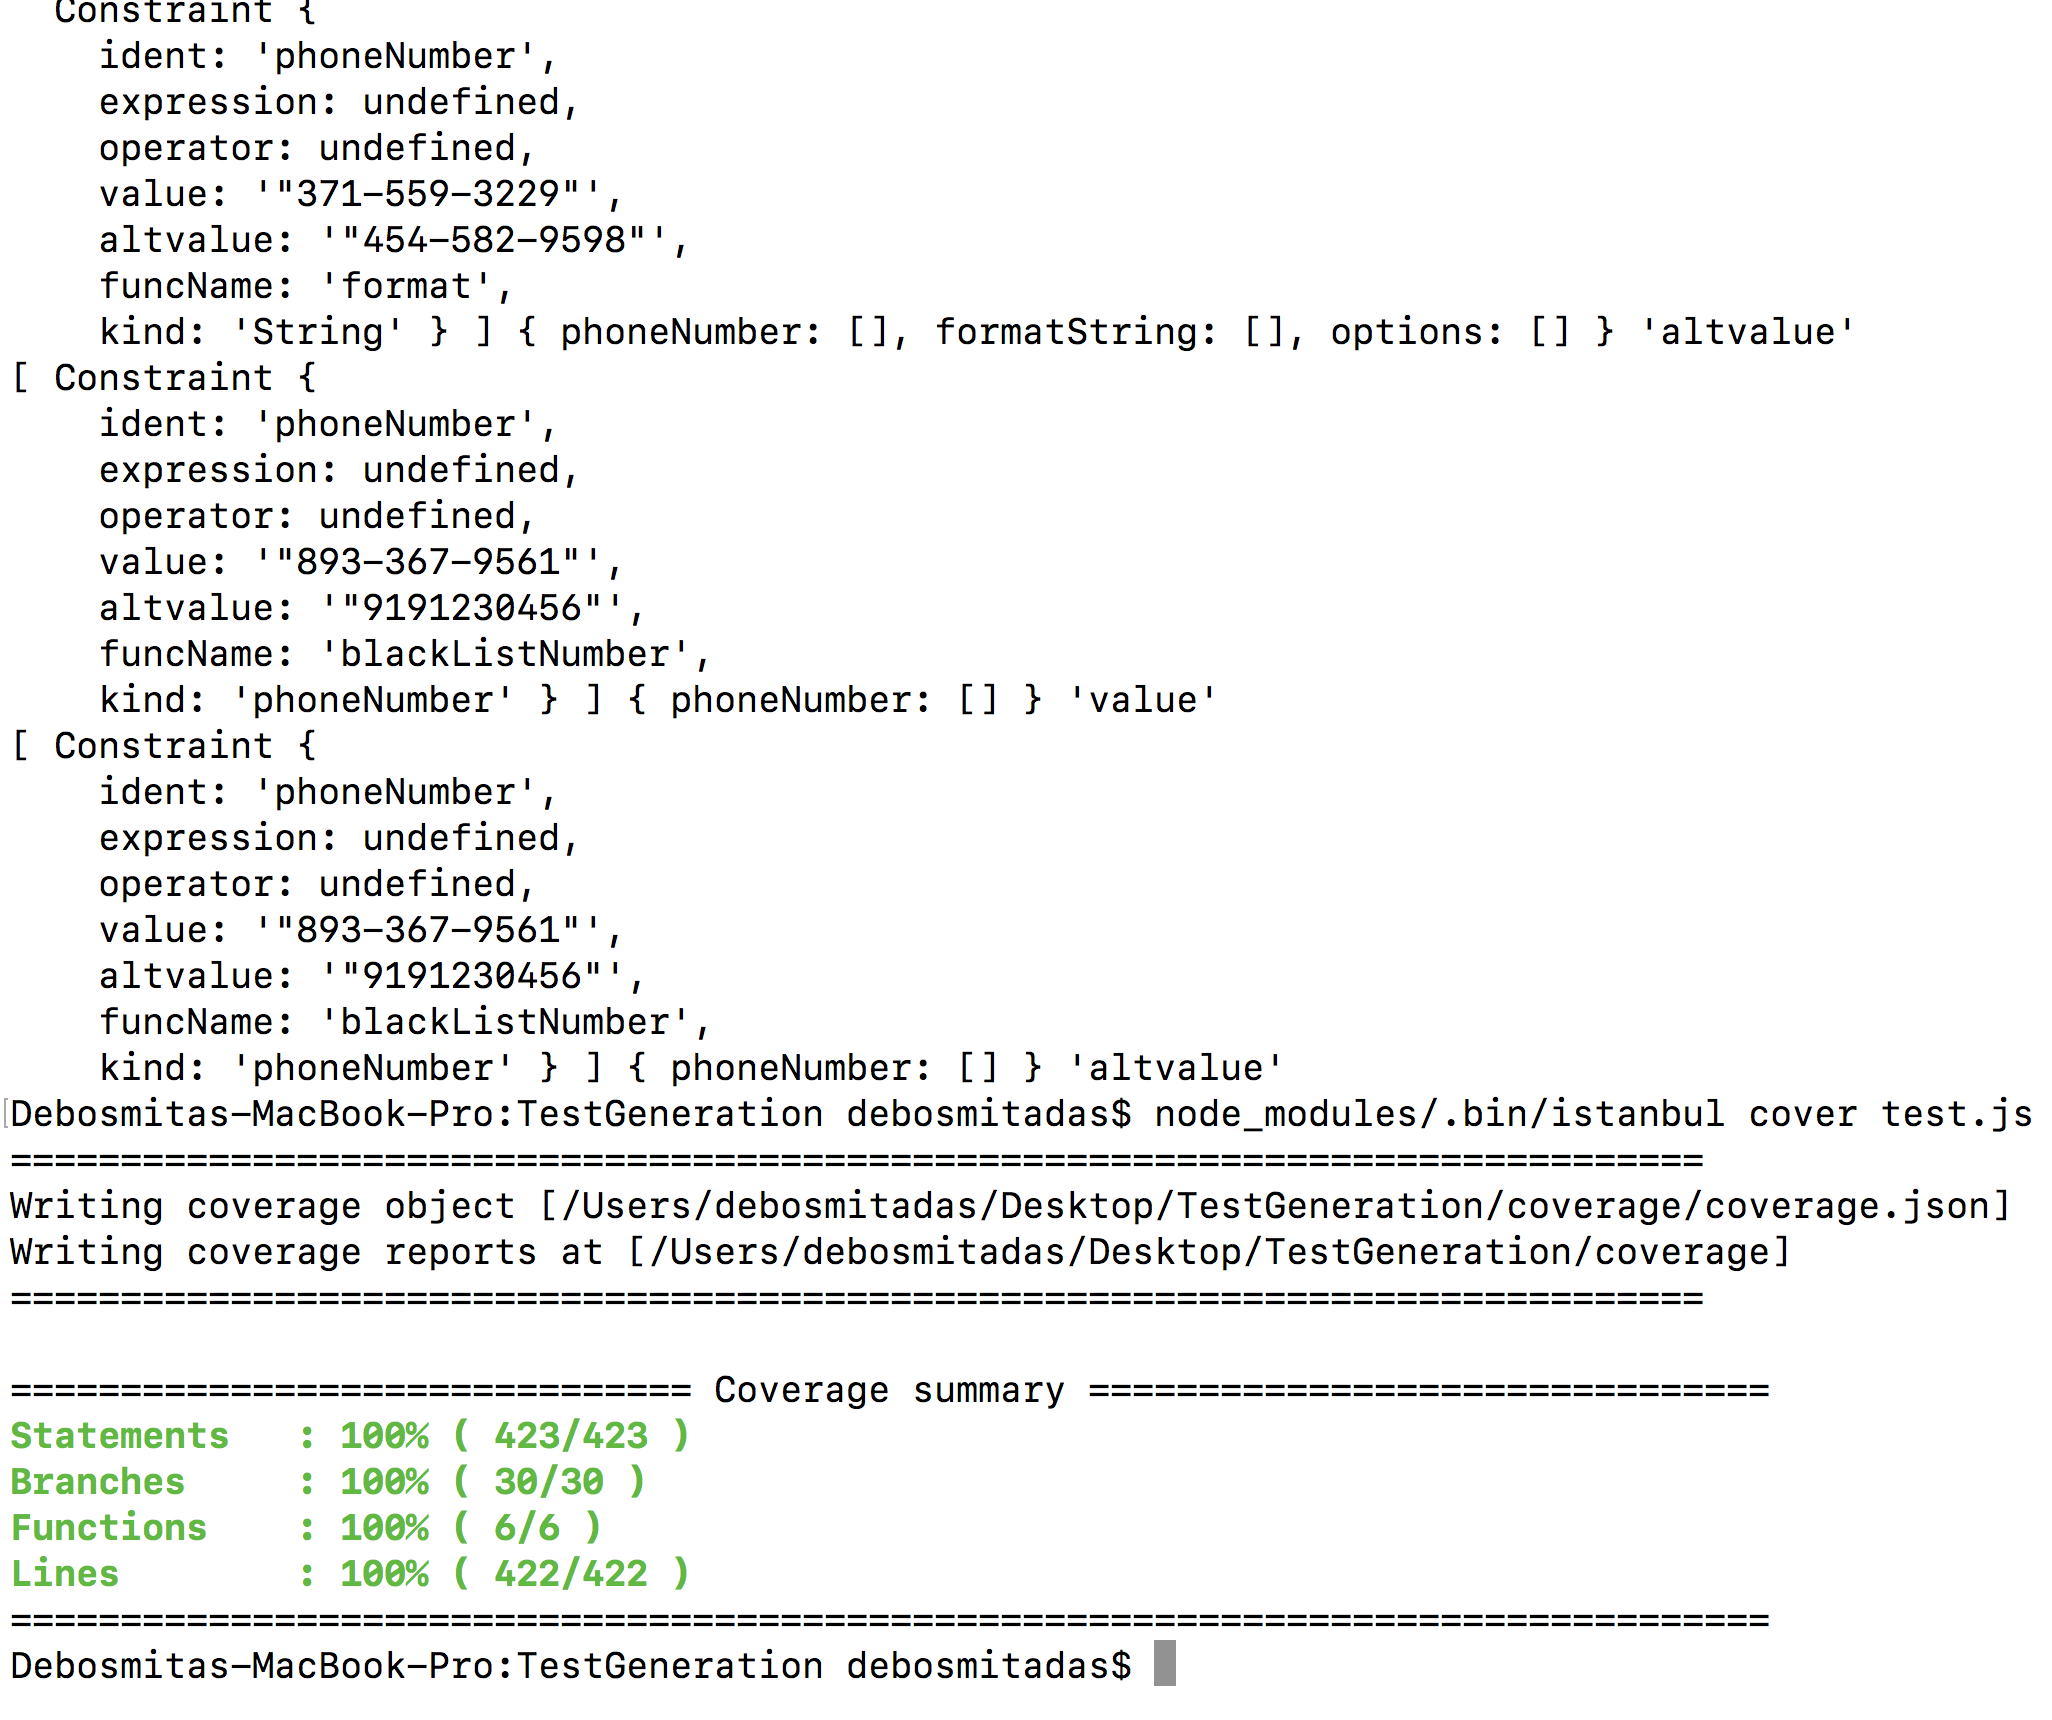 Constraint {
ident: 'phoneNumber',
expression: undefined,
operator: undefined,
value: '"371-559-3229"',
altvalue: '"454-582-9598"',
funcName: 'format',
kind: 'String' } ] { phoneNumber: [], formatString: [], options: [] } 'altvalue'
[ Constraint {
ident: 'phoneNumber',
expression: undefined,
operator: undefined,
value: '"893-367-9561"',
altvalue: '"9191230456"',
funcName: 'blackListNumber',
kind: 'phoneNumber' } ] { phoneNumber: [] } 'value'
[ Constraint {
ident: 'phoneNumber',
expression: undefined,
operator: undefined,
value: '"893-367-9561"',
altvalue: '"9191230456"',
funcName: 'blackListNumber',
kind: 'phoneNumber' } ] { phoneNumber: [] } 'altvalue'
[Debosmitas-MacBook-Pro:TestGeneration debosmitadas$ node_modules/.bin/istanbul cover test.js
=============================================================================
Writing coverage object [/Users/debosmitadas/Desktop/TestGeneration/coverage/coverage.json]
Writing coverage reports at [/Users/debosmitadas/Desktop/TestGeneration/coverage]
=============================================================================
=============================== Coverage summary ===============================
Statements   : 100% ( 423/423 )
Branches     : 100% ( 30/30 )
Functions    : 100% ( 6/6 )
Lines        : 100% ( 422/422 )
================================================================================
Debosmitas-MacBook-Pro:TestGeneration debosmitadas$